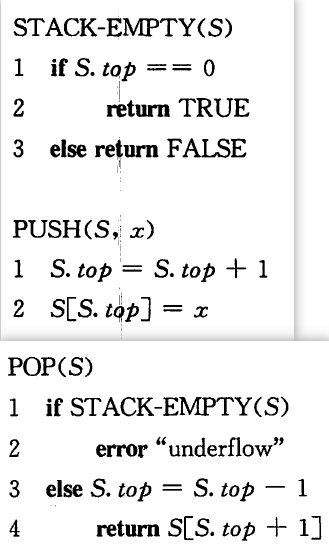 STACK-EMPTY(S)
1 if S. top == 0
2 return TRUE
3 else return FALSE
PUSH(S, x)
1 S. top = S. top + 1
2 S[S. top] = x
POP(S)
1 if STACK-EMPTY(S)
2 error “underflow”
3 else S. top = S. top − 1
4 return S[S. top + 1]